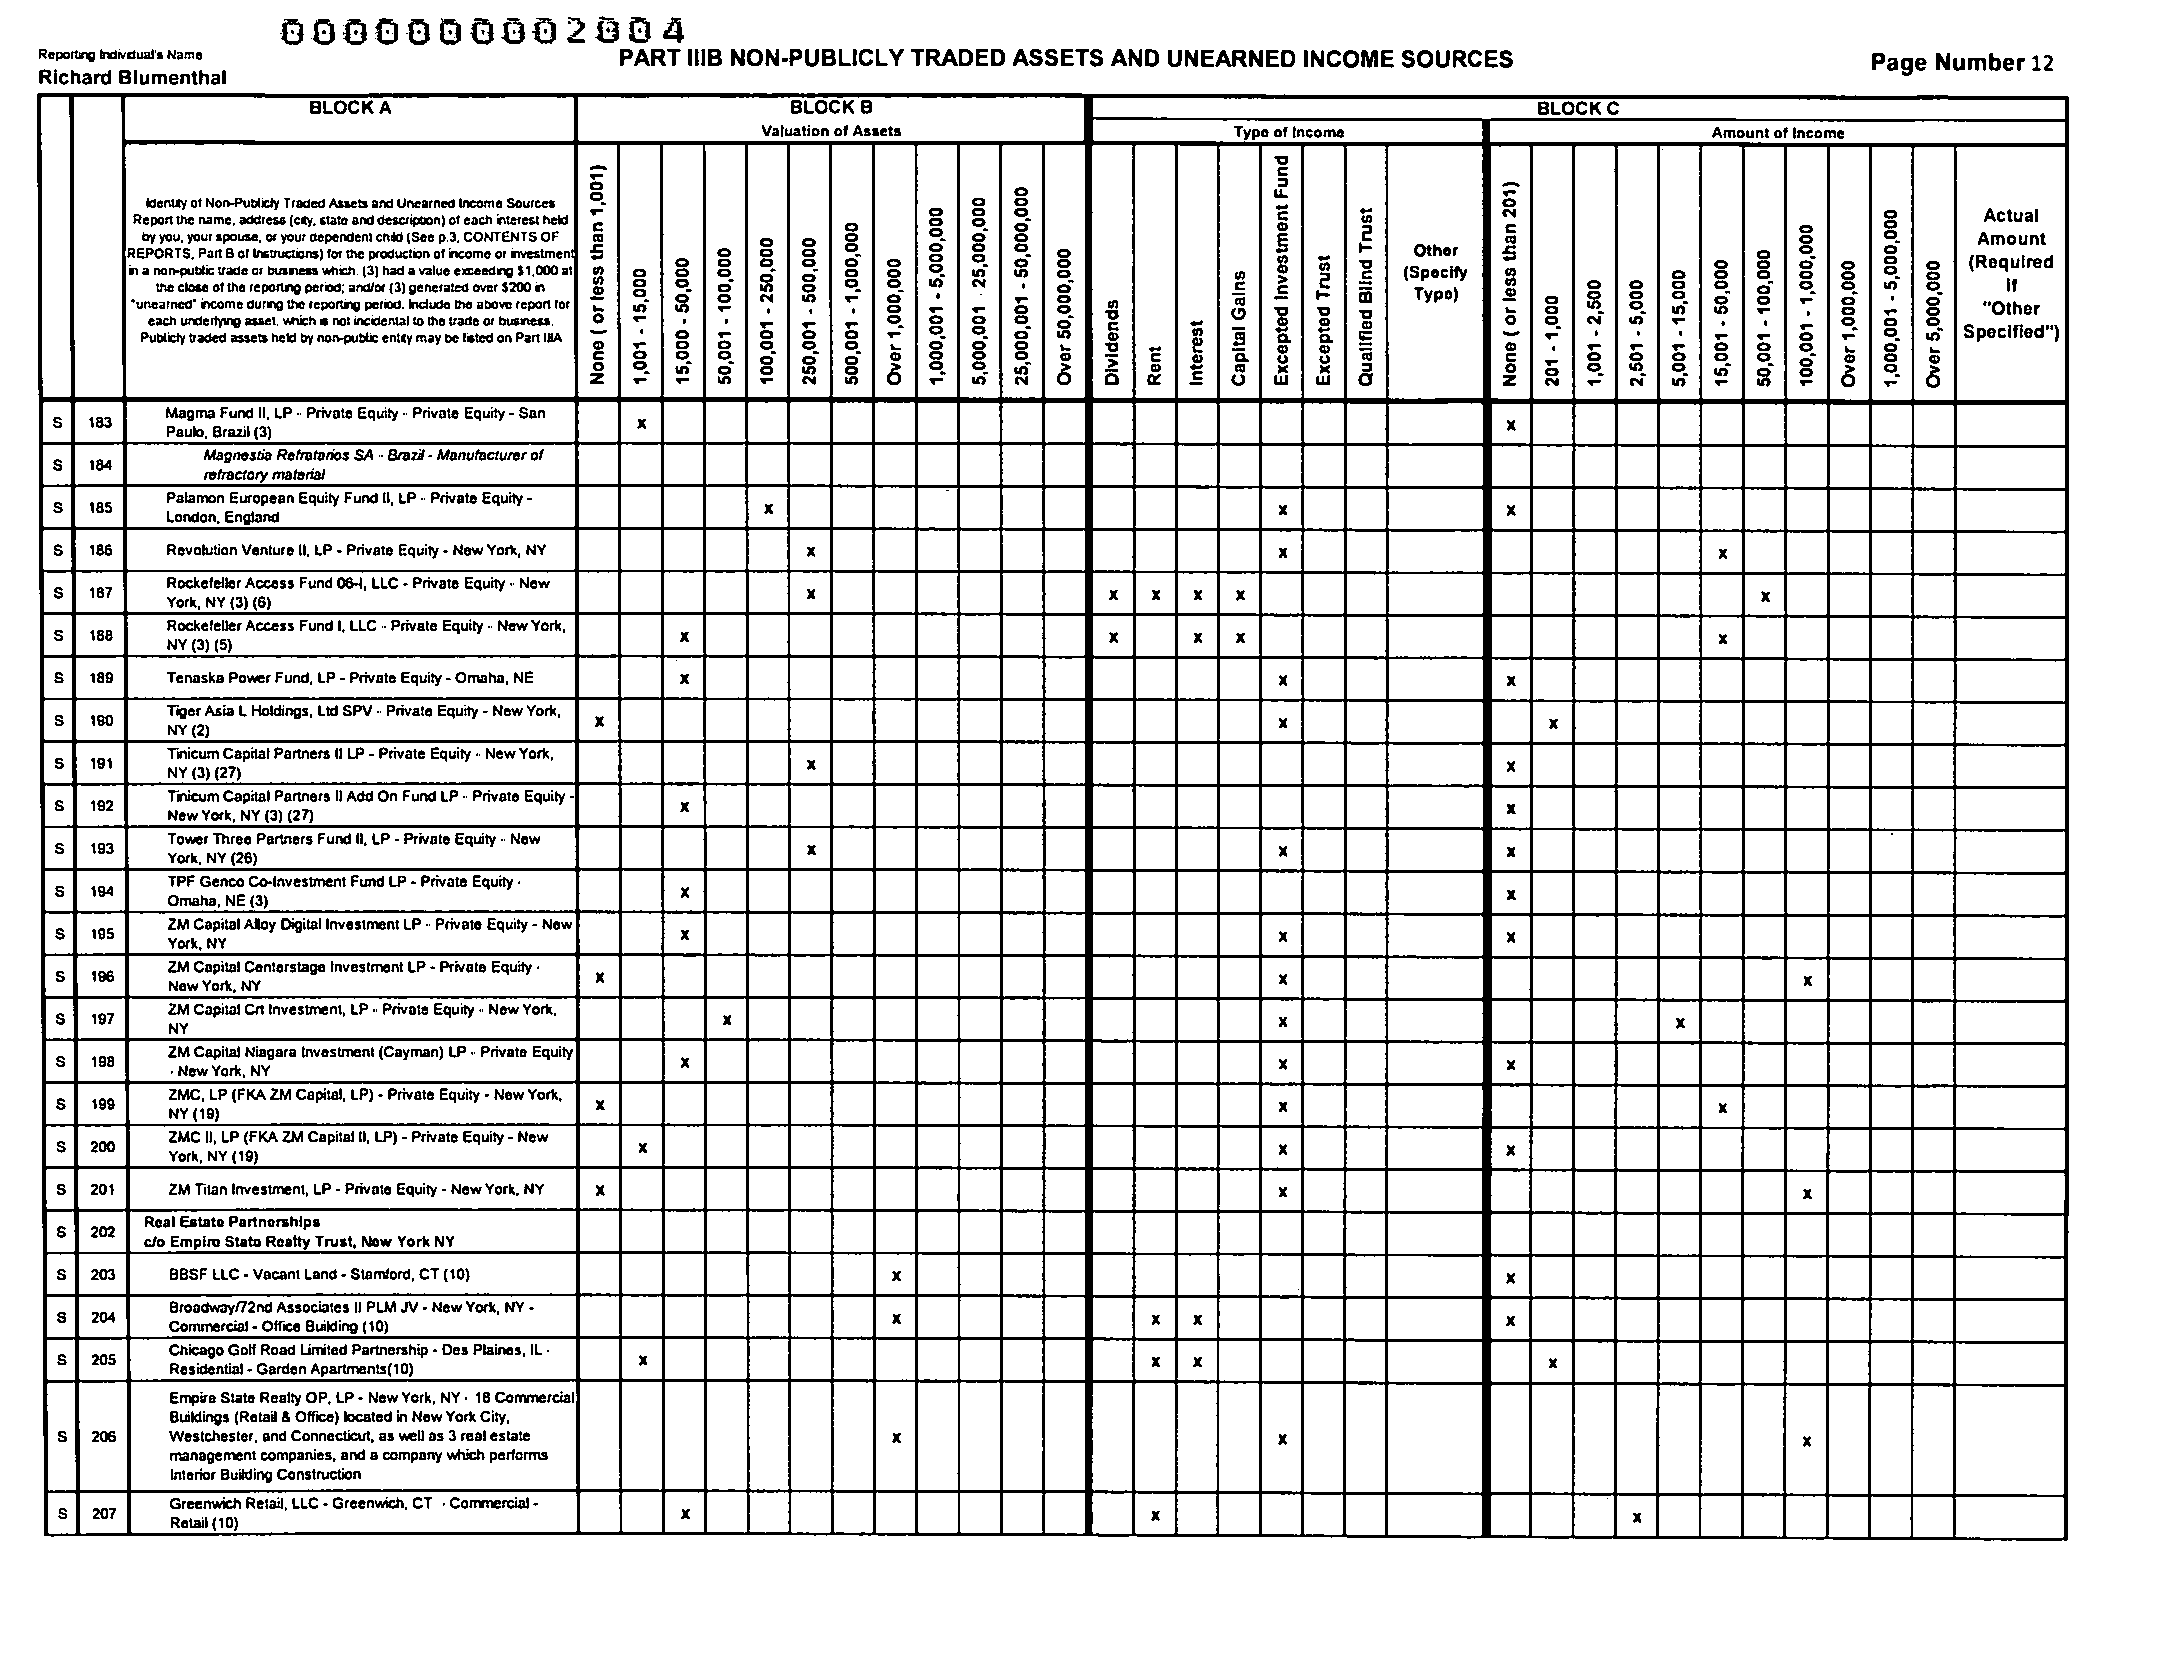 0000000002004
Reporting Individual's Name
Richard Blumenthal
PART IIIB NON-PUBLICLY TRADED ASSETS AND UNEARNED INCOME SOURCES
Page Number 12
BLOCK A
BLOCK B
BLOCK C
Valuation of Assets
Type of Income
Amount of Income
Identity of Non-Publicly Traded Assets and Unearned Income Sources
Report the name, address (city, state and description) of each interest held
by you, your spouse, or your dependent child (See p.3, CONTENTS OF
REPORTS, Part B of Instructions) for the production of income or investment
in a non-public trade or business which. (3) had a value exceeding $1,000 at
the close of the reporting period; and/or (3) generated over $200 in
"unearned" income during the reporting period. Include the above report for
each underlying asset, which is not incidental to the trade or business.
Publicly traded assets held by non-public entity may be listed on Part IIIA
None ( or less than 1,001)
1,001 - 15,000
15,000 - 50,000
50,001 - 100,000
100,001 - 250,000
250,001 - 500,000
500,001 - 1,000,000
Over 1,000,000
1,000,001 - 5,000,000
5,000,001 - 25,000,000
25,000,001 - 50,000,000
Over 50,000,000
Dividends
Rent
Interest
Capital Gains
Excepted Investment Fund
Excepted Trust
Qualified Blind Trust
Other
(Specify
Type)
None ( or less than 201)
201 - 1,000
1,001 - 2,500
2,501 - 5,000
5,001 - 15,000
15,001 - 50,000
50,001 - 100,000
100,001 - 1,000,000
Over 1,000,000
1,000,001 - 5,000,000
Over 5,000,000
Actual
Amount
(Required
If
"Other
Specified")
S 183 Magma Fund II, LP - Private Equity - Private Equity - San
Paulo, Brazil (3) x x
S 184 Magnestia Refratarios SA - Brazil - Manufacturer of
refractory material
S 185 Palamon European Equity Fund II, LP - Private Equity -
London, England x x x
S 186 Revolution Venture II, LP - Private Equity - New York, NY x x x
S 187 Rockefeller Access Fund 06-I, LLC - Private Equity - New
York, NY (3) (6) x x x x x x
S 188 Rockefeller Access Fund I, LLC - Private Equity - New York,
NY (3) (5) x x x x x
S 189 Tenaska Power Fund, LP - Private Equity - Omaha, NE x x x
S 190 Tiger Asia L Holdings, Ltd SPV - Private Equity - New York,
NY (2) x x x
S 191 Tinicum Capital Partners II LP - Private Equity - New York,
NY (3) (27) x x
S 192 Tinicum Capital Partners II Add On Fund LP - Private Equity -
New York, NY (3) (27) x x
S 193 Tower Three Partners Fund II, LP - Private Equity - New
York, NY (26) x x x
S 194 TPF Genco Co-Investment Fund LP - Private Equity -
Omaha, NE (3) x x
S 195 ZM Capital Alloy Digital Investment LP - Private Equity - New
York, NY x x x
S 196 ZM Capital Centerstage Investment LP - Private Equity -
New York, NY x x x
S 197 ZM Capital Crt Investment, LP - Private Equity - New York,
NY x x x
S 198 ZM Capital Niagara Investment (Cayman) LP - Private Equity
- New York, NY x x x
S 199 ZMC, LP (FKA ZM Capital, LP) - Private Equity - New York,
NY (19) x x x
S 200 ZMC II, LP (FKA ZM Capital II, LP) - Private Equity - New
York, NY (19) x x x
S 201 ZM Titan Investment, LP - Private Equity - New York, NY x x x
S 202 Real Estate Partnerships
c/o Empire State Realty Trust, New York NY
S 203 BBSF LLC - Vacant Land - Stamford, CT (10) x x
S 204 Broadway/72nd Associates II PLM JV - New York, NY -
Commercial - Office Building (10) x x x x
S 205 Chicago Golf Road Limited Partnership - Des Plaines, IL -
Residential - Garden Apartments(10) x x x x
S 206 Empire State Realty OP, LP - New York, NY - 18 Commercial
Buildings (Retail & Office) located in New York City,
Westchester, and Connecticut, as well as 3 real estate
management companies, and a company which performs
Interior Building Construction x x x
S 207 Greenwich Retail, LLC - Greenwich, CT - Commercial -
Retail (10) x x x